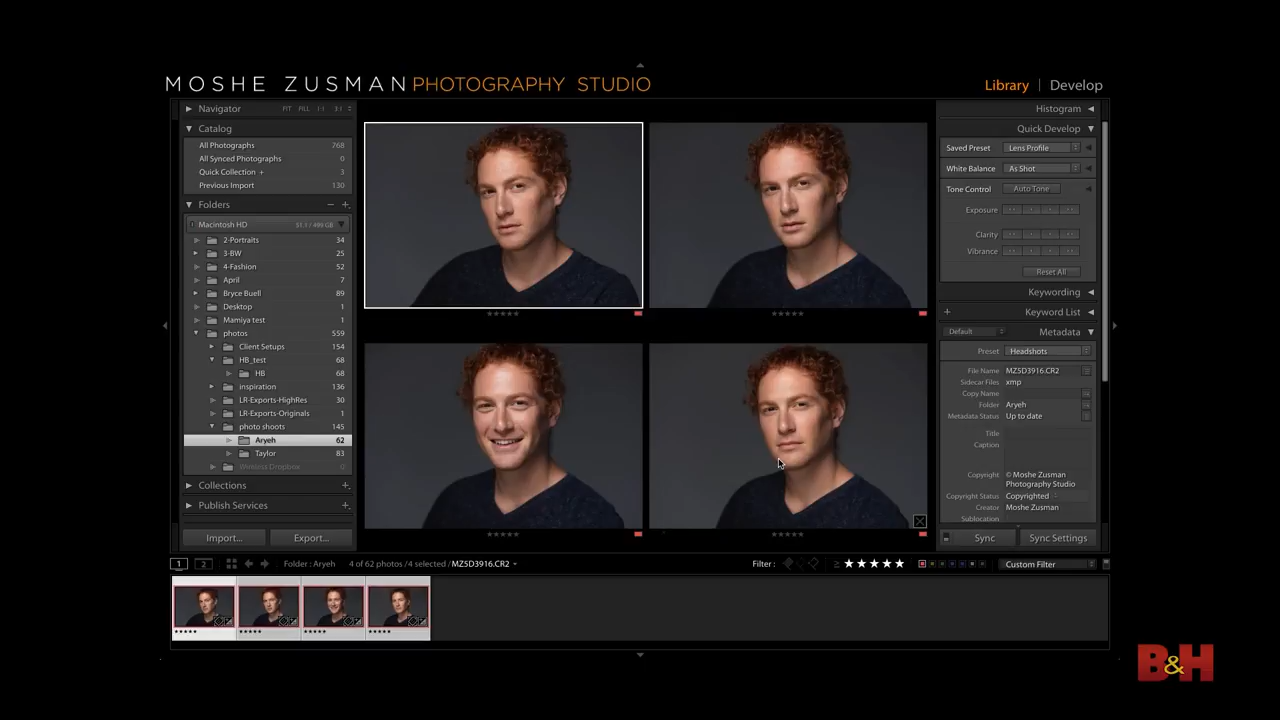 MOSHE ZUSMAN PHOTOGRAPHY STUDIO
Library | Develop
Navigator FIT FILL 1:1 3:1
Catalog
All Photographs 768
All Synced Photographs 0
Quick Collection + 3
Previous Import 130
Folders
Macintosh HD
2-Portraits 34
3-BW 25
4-Fashion 52
April 7
Bryce Buell 89
Desktop 1
Mamiya test 1
photos 559
Client Setups 154
HB_test 68
HB 68
inspiration 136
LR-Exports-HighRes 90
LR-Exports-Originals 1
photo shoots 145
Aryeh 62
Taylor 83
Wireless Dropbox 0
Collections
Publish Services
Import... Export...
Histogram
Quick Develop
Saved Preset Lens Profile
White Balance As Shot
Tone Control Auto Tone
Exposure
Clarity
Vibrance
Reset All
Keywording
Keyword List
Default Metadata
Preset Headshots
File Name MZ5D3916.CR2
Sidecar Files xmp
Copy Name
Folder Aryeh
Metadata Status Up to date
Title
Caption
Copyright © Moshe Zusman
Photography Studio
Copyright Status Copyrighted
Creator Moshe Zusman
Sublocation
Sync Sync Settings
1 2 Folder : Aryeh 4 of 62 photos /4 selected /MZ5D3916.CR2 Filter : Custom Filter
B&H